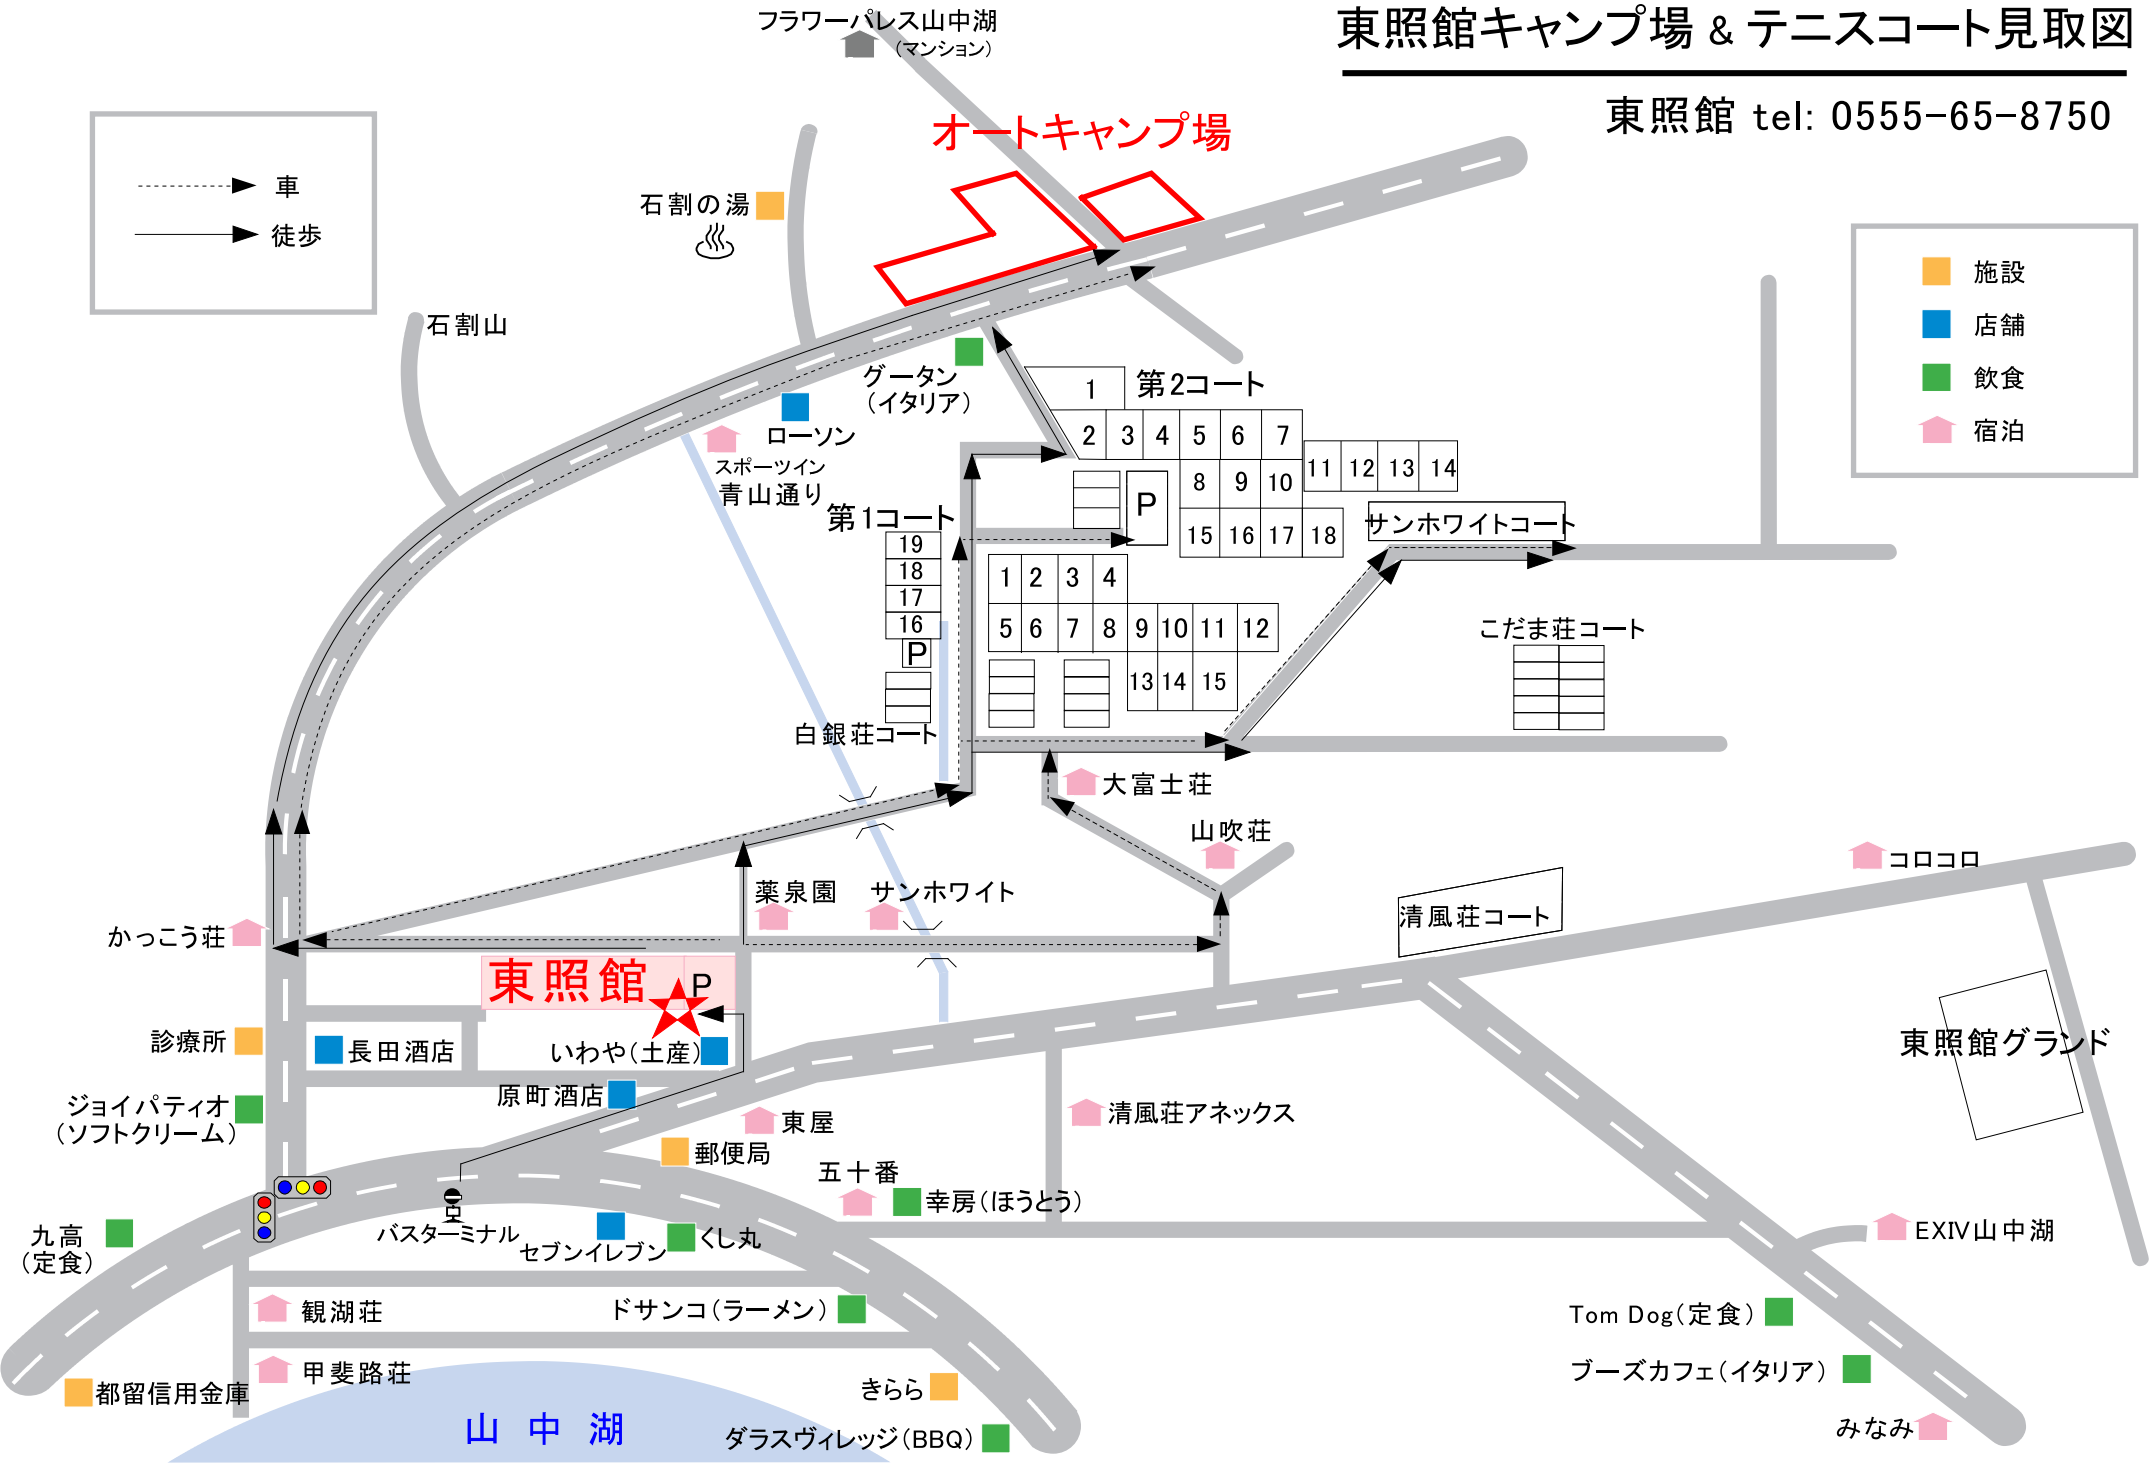 フラワーパレス山中湖
(マンション)
東照館キャンプ場 & テニスコート見取図
東照館 tel: 0555-65-8750
オートキャンプ場
車
徒歩
石割の湯
石割山
施設
店舗
飲食
宿泊
グータン
(イタリア)
ローソン
スポーツイン
青山通り
第2コート
1
2 3 4 5 6 7
11 12 13 14
8 9 10
15 16 17 18
P
サンホワイトコート
第1コート
19
18
17
16
P
1 2 3 4
5 6 7 8 9 10 11 12
13 14 15
白銀荘コート
こだま荘コート
大富士荘
山吹荘
コロコロ
薬泉園
サンホワイト
清風荘コート
かっこう荘
東照館
P
診療所
長田酒店
いわや(土産)
原町酒店
東照館グランド
ジョイパティオ
(ソフトクリーム)
東屋
郵便局
清風荘アネックス
五十番
幸房(ほうとう)
九高
(定食)
バスターミナル
セブンイレブン
くし丸
EXIV山中湖
観湖荘
ドサンコ(ラーメン)
Tom Dog(定食)
甲斐路荘
都留信用金庫
きらら
ブーズカフェ(イタリア)
山中湖
ダラスヴィレッジ(BBQ)
みなみ